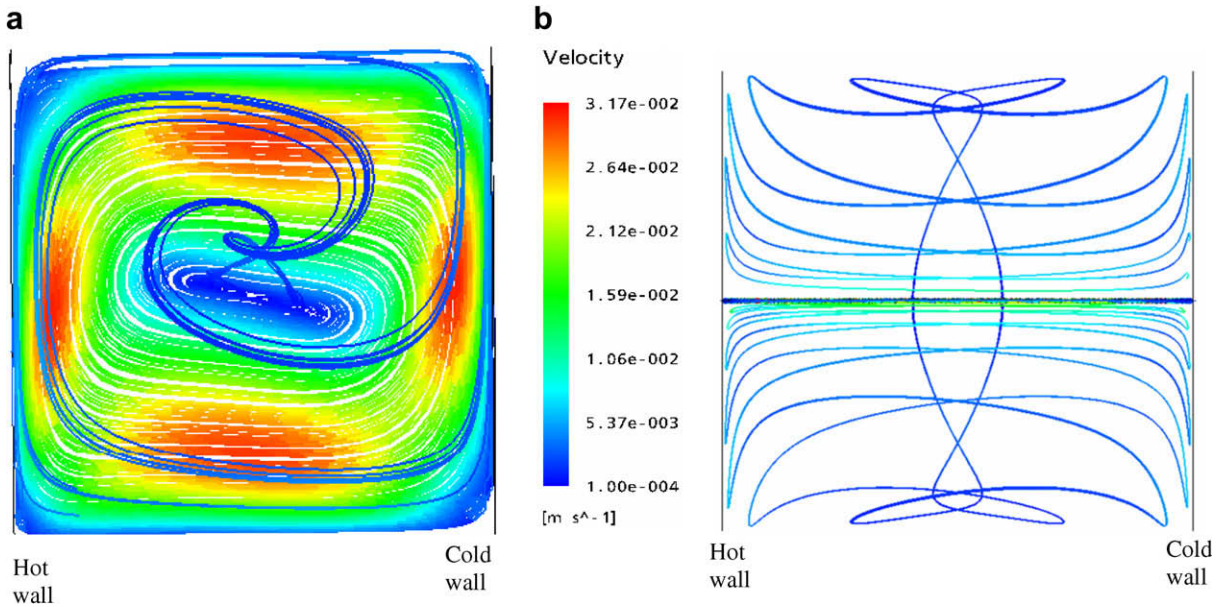 a
b
Velocity
3.17e-002
2.64e-002
2.12e-002
1.59e-002
1.06e-002
5.37e-003
1.00e-004
[m s^-1]
Hot
wall
Cold
wall
Hot
wall
Cold
wall